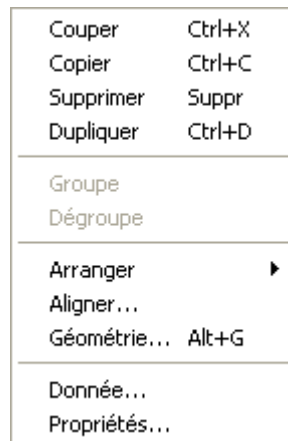 Couper Ctrl+X
Copier Ctrl+C
Supprimer Suppr
Dupliquer Ctrl+D
Groupe
Dégroupe
Arranger
Aligner...
Géométrie... Alt+G
Donnée...
Propriétés...